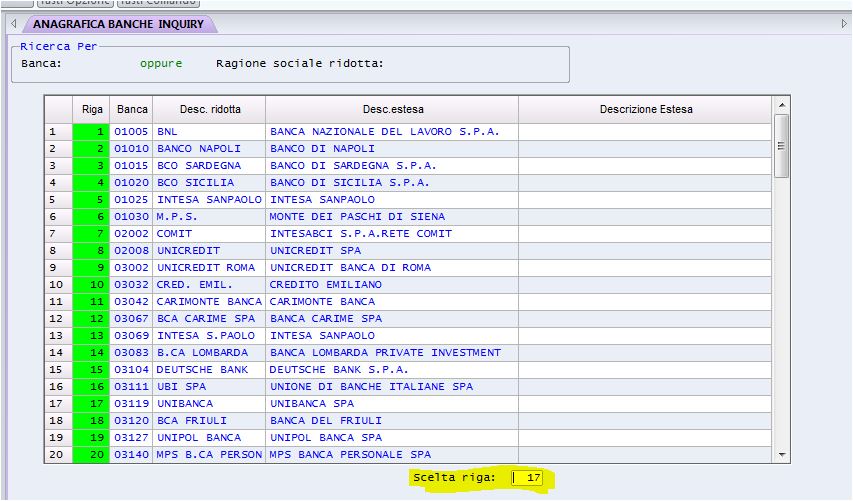 Tasti Opzione Tasti Comando
ANAGRAFICA BANCHE INQUIRY
Ricerca Per
Banca: oppure Ragione sociale ridotta:
Riga Banca Desc. ridotta Desc.estesa Descrizione Estesa
1 1 01005 BNL BANCA NAZIONALE DEL LAVORO S.P.A.
2 2 01010 BANCO NAPOLI BANCO DI NAPOLI
3 3 01015 BCO SARDEGNA BANCO DI SARDEGNA S.P.A.
4 4 01020 BCO SICILIA BANCO DI SICILIA S.P.A.
5 5 01025 INTESA SANPAOLO INTESA SANPAOLO
6 6 01030 M.P.S. MONTE DEI PASCHI DI SIENA
7 7 02002 COMIT INTESABCI S.P.A.RETE COMIT
8 8 02008 UNICREDIT UNICREDIT SPA
9 9 03002 UNICREDIT ROMA UNICREDIT BANCA DI ROMA
10 10 03032 CRED. EMIL. CREDITO EMILIANO
11 11 03042 CARIMONTE BANCA CARIMONTE BANCA
12 12 03067 BCA CARIME SPA BANCA CARIME SPA
13 13 03069 INTESA S.PAOLO INTESA SANPAOLO
14 14 03083 B.CA LOMBARDA BANCA LOMBARDA PRIVATE INVESTMENT
15 15 03104 DEUTSCHE BANK DEUTSCHE BANK S.P.A.
16 16 03111 UBI SPA UNIONE DI BANCHE ITALIANE SPA
17 17 03119 UNIBANCA UNIBANCA SPA
18 18 03120 BCA FRIULI BANCA DEL FRIULI
19 19 03127 UNIPOL BANCA UNIPOL BANCA SPA
20 20 03140 MPS B.CA PERSON MPS BANCA PERSONALE SPA
Scelta riga: 17